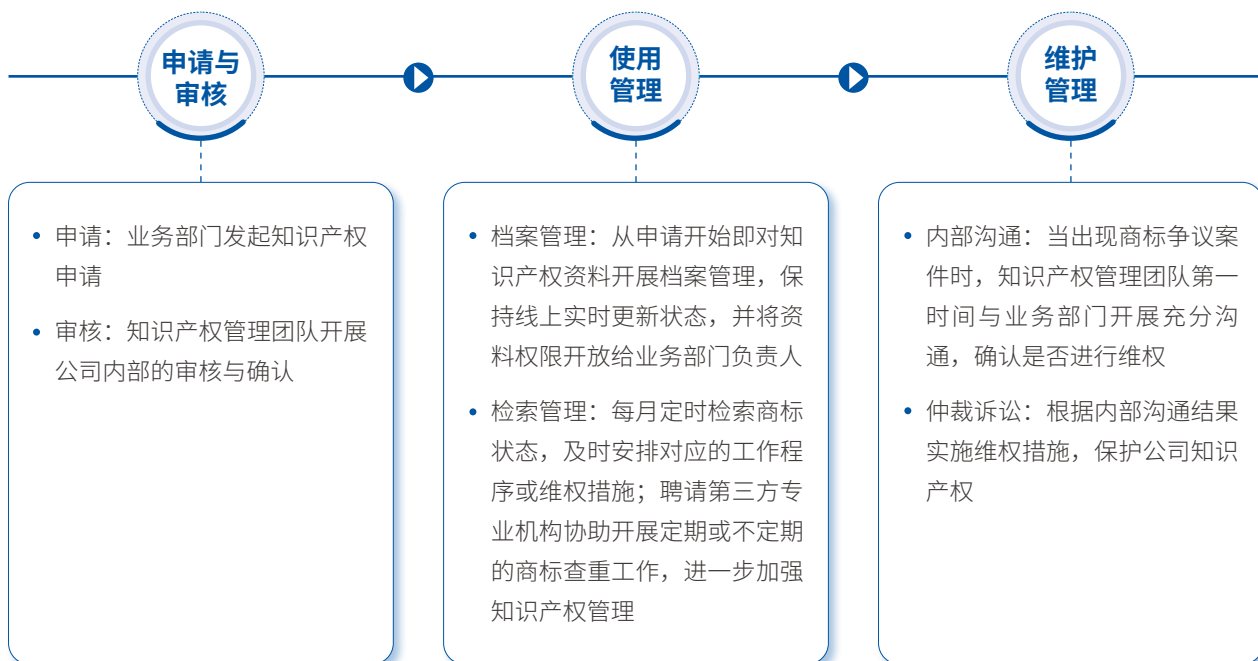 申请与
审核
使用
管理
维护
管理
• 申请：业务部门发起知识产权
申请
• 审核：知识产权管理团队开展
公司内部的审核与确认
• 档案管理：从申请开始即对知
识产权资料开展档案管理，保
持线上实时更新状态，并将资
料权限开放给业务部门负责人
• 检索管理：每月定时检索商标
状态，及时安排对应的工作程
序或维权措施；聘请第三方专
业机构协助开展定期或不定期
的商标查重工作，进一步加强
知识产权管理
• 内部沟通：当出现商标争议案
件时，知识产权管理团队第一
时间与业务部门开展充分沟
通，确认是否进行维权
• 仲裁诉讼：根据内部沟通结果
实施维权措施，保护公司知识
产权